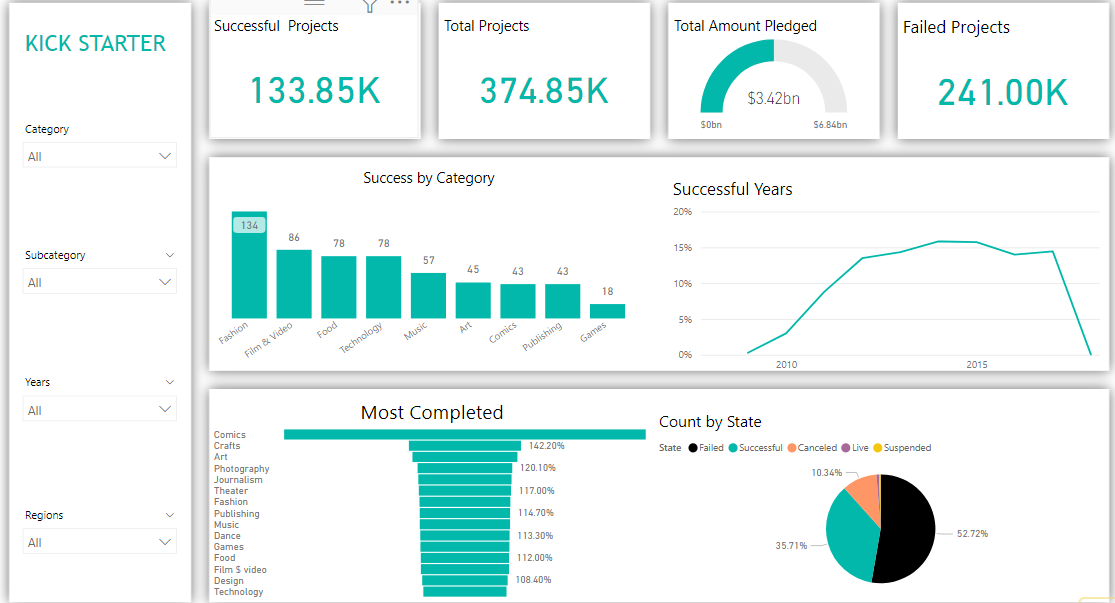 KICK STARTER
Category
All
Subcategory
All
Years
All
Regions
All
Successful Projects
133.85K
Total Projects
374.85K
Total Amount Pledged
$3.42bn
$0bn
$6.84bn
Failed Projects
241.00K
Success by Category
134
86
78
78
57
45
43
43
18
Fashion
Film & Video
Food
Technology
Music
Art
Comics
Publishing
Games
Successful Years
20%
15%
10%
5%
0%
2010
2015
Most Completed
Comics
Crafts
142.20%
Art
Photography
120.10%
Journalism
Theater
117.00%
Fashion
Publishing
114.70%
Music
Dance
113.30%
Games
Food
112.00%
Film $ video
Design
108.40%
Technology
Count by State
State Failed Successful Canceled Live Suspended
10.34%
52.72%
35.71%